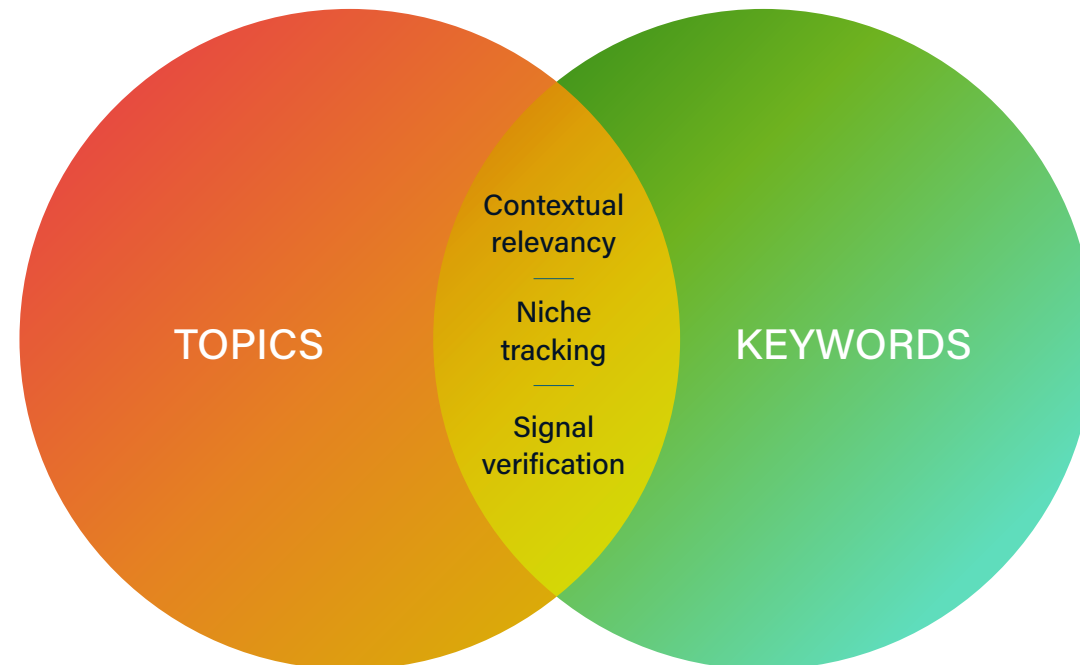 Contextual
relevancy
Niche
tracking
TOPICS
KEYWORDS
Signal
verification